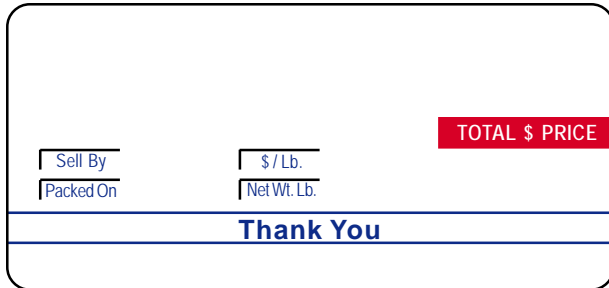 TOTAL $ PRICE
Sell By
$ / Lb.
Packed On
Net Wt. Lb.
Thank You